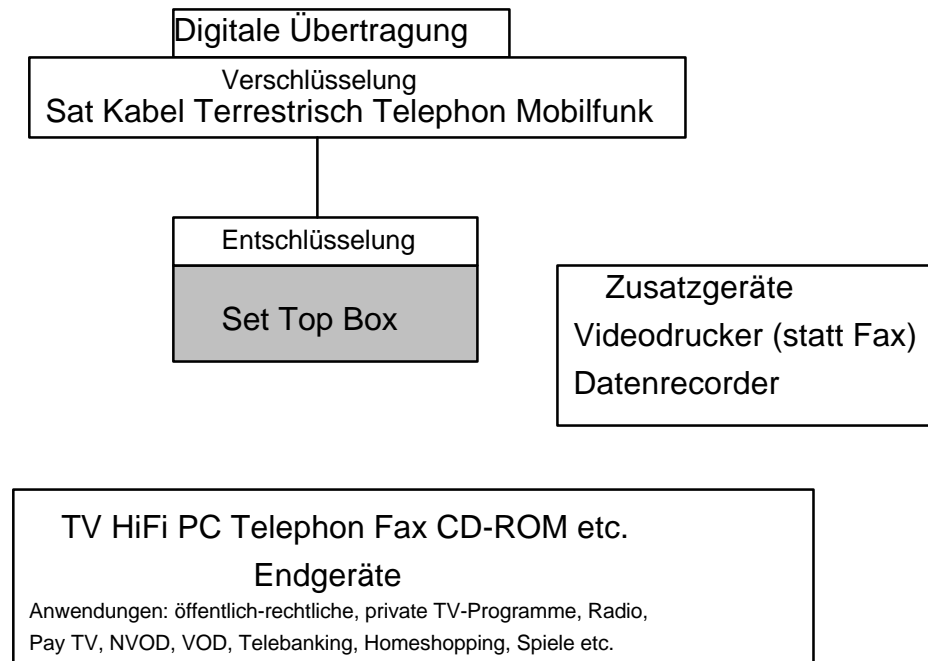 Digitale Übertragung
Verschlüsselung
Sat Kabel Terrestrisch Telephon Mobilfunk
Entschlüsselung
Set Top Box
Zusatzgeräte
Videodrucker (statt Fax)
Datenrecorder
TV HiFi PC Telephon Fax CD-ROM etc.
Endgeräte
Anwendungen: öffentlich-rechtliche, private TV-Programme, Radio,
Pay TV, NVOD, VOD, Telebanking, Homeshopping, Spiele etc.